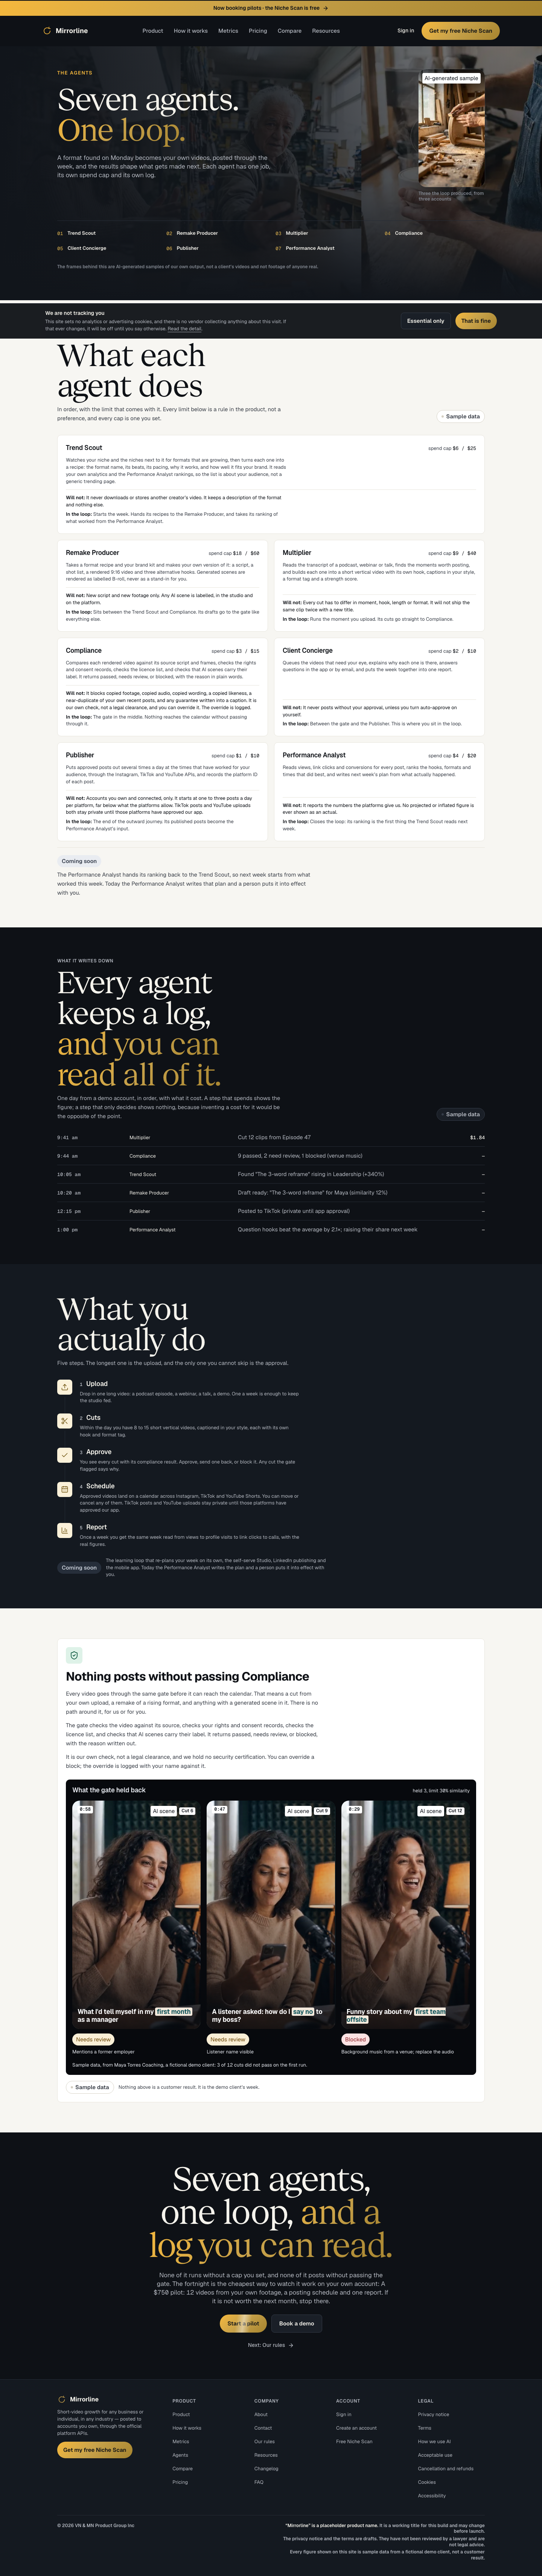 Now booking pilots · the Niche Scan is free →
Mirrorline
Product How it works Metrics Pricing Compare Resources
Sign in
Get my free Niche Scan
THE AGENTS
Seven agents.
One loop.
A format found on Monday becomes your own videos, posted through the
week, and the results shape what gets made next. Each agent has one job,
its own spend cap and its own log.
AI-generated sample
Three the loop produced, from
three accounts
01 Trend Scout
02 Remake Producer
03 Multiplier
04 Compliance
05 Client Concierge
06 Publisher
07 Performance Analyst
The frames behind this are AI-generated samples of our own output, not a client's videos and not footage of anyone real.
We are not tracking you
This site sets no analytics or advertising cookies, and there is no vendor collecting anything about this visit. If
that ever changes, it will be off until you say otherwise. Read the detail.
Essential only
That is fine
What each
agent does
In order, with the limit that comes with it. Every limit below is a rule in the product, not a
preference, and every cap is one you set.
Sample data
Trend Scout
spend cap $6 / $25
Watches your niche and the niches next to it for formats that are growing, then turns each one into
a recipe: the format name, its beats, its pacing, why it works, and how well it fits your brand. It reads
your own analytics and the Performance Analyst rankings, so the list is about your audience, not a
generic trending page.
Will not: It never downloads or stores another creator's video. It keeps a description of the format
and nothing else.
In the loop: Starts the week. Hands its recipes to the Remake Producer, and takes its ranking of
what worked from the Performance Analyst.
Remake Producer
spend cap $18 / $60
Takes a format recipe and your brand kit and makes your own version of it: a script, a
shot list, a rendered 9:16 video and three alternative hooks. Generated scenes are
rendered as labelled B-roll, never as a stand-in for you.
Will not: New script and new footage only. Any AI scene is labelled, in the studio and
on the platform.
In the loop: Sits between the Trend Scout and Compliance. Its drafts go to the gate like
everything else.
Multiplier
spend cap $9 / $40
Reads the transcript of a podcast, webinar or talk, finds the moments worth posting,
and builds each one into a short vertical video with its own hook, captions in your style,
a format tag and a strength score.
Will not: Every cut has to differ in moment, hook, length or format. It will not ship the
same clip twice with a new title.
In the loop: Runs the moment you upload. Its cuts go straight to Compliance.
Compliance
spend cap $3 / $15
Compares each rendered video against its source script and frames, checks the rights
and consent records, checks the licence list, and checks that AI scenes carry their
label. It returns passed, needs review, or blocked, with the reason in plain words.
Will not: It blocks copied footage, copied audio, copied wording, a copied likeness, a
near-duplicate of your own recent posts, and any guarantee written into a caption. It is
our own check, not a legal clearance, and you can override it. The override is logged.
In the loop: The gate in the middle. Nothing reaches the calendar without passing
through it.
Client Concierge
spend cap $2 / $10
Queues the videos that need your eye, explains why each one is there, answers
questions in the app or by email, and puts the week together into one report.
Will not: It never posts without your approval, unless you turn auto-approve on
yourself.
In the loop: Between the gate and the Publisher. This is where you sit in the loop.
Publisher
spend cap $1 / $10
Puts approved posts out several times a day at the times that have worked for your
audience, through the Instagram, TikTok and YouTube APIs, and records the platform ID
of each post.
Will not: Accounts you own and connected, only. It starts at one to three posts a day
per platform, far below what the platforms allow. TikTok posts and YouTube uploads
both stay private until those platforms have approved our app.
In the loop: The end of the outward journey. Its published posts become the
Performance Analyst's input.
Performance Analyst
spend cap $4 / $20
Reads views, link clicks and conversions for every post, ranks the hooks, formats and
times that did best, and writes next week's plan from what actually happened.
Will not: It reports the numbers the platforms give us. No projected or inflated figure is
ever shown as an actual.
In the loop: Closes the loop: its ranking is the first thing the Trend Scout reads next
week.
Coming soon
The Performance Analyst hands its ranking back to the Trend Scout, so next week starts from what
worked this week. Today the Performance Analyst writes that plan and a person puts it into effect
with you.
WHAT IT WRITES DOWN
Every agent
keeps a log,
and you can
read all of it.
One day from a demo account, in order, with what it cost. A step that spends shows the
figure; a step that only decides shows nothing, because inventing a cost for it would be
the opposite of the point.
Sample data
9:41 am Multiplier Cut 12 clips from Episode 47 $1.84
9:44 am Compliance 9 passed, 2 need review, 1 blocked (venue music) –
10:05 am Trend Scout Found "The 3-word reframe" rising in Leadership (+340%) –
10:20 am Remake Producer Draft ready: "The 3-word reframe" for Maya (similarity 12%) –
12:15 pm Publisher Posted to TikTok (private until app approval) –
1:00 pm Performance Analyst Question hooks beat the average by 2.1×; raising their share next week –
What you
actually do
Five steps. The longest one is the upload, and the only one you cannot skip is the approval.
1 Upload
Drop in one long video: a podcast episode, a webinar, a talk, a demo. One a week is enough to keep
the studio fed.
2 Cuts
Within the day you have 8 to 15 short vertical videos, captioned in your style, each with its own
hook and format tag.
3 Approve
You see every cut with its compliance result. Approve, send one back, or block it. Any cut the gate
flagged says why.
4 Schedule
Approved videos land on a calendar across Instagram, TikTok and YouTube Shorts. You can move or
cancel any of them. TikTok posts and YouTube uploads stay private until those platforms have
approved our app.
5 Report
Once a week you get the same week read from views to profile visits to link clicks to calls, with the
real figures.
Coming soon
The learning loop that re-plans your week on its own, the self-serve Studio, LinkedIn publishing and
the mobile app. Today the Performance Analyst writes the plan and a person puts it into effect with
you.
Nothing posts without passing Compliance
Every video goes through the same gate before it can reach the calendar. That means a cut from
your own upload, a remake of a rising format, and anything with a generated scene in it. There is no
path around it, for us or for you.
The gate checks the video against its source, checks your rights and consent records, checks the
licence list, and checks that AI scenes carry their label. It returns passed, needs review, or blocked,
with the reason written out.
It is our own check, not a legal clearance, and we hold no security certification. You can override a
block; the override is logged with your name against it.
What the gate held back
held 3, limit 30% similarity
0:58 AI scene Cut 6
What I'd tell myself in my first month
as a manager
Needs review
Mentions a former employer
0:47 AI scene Cut 9
A listener asked: how do I say no to
my boss?
Needs review
Listener name visible
0:29 AI scene Cut 12
Funny story about my first team
offsite
Blocked
Background music from a venue; replace the audio
Sample data, from Maya Torres Coaching, a fictional demo client: 3 of 12 cuts did not pass on the first run.
Sample data
Nothing above is a customer result. It is the demo client's week.
Seven agents,
one loop, and a
log you can read.
None of it runs without a cap you set, and none of it posts without passing the
gate. The fortnight is the cheapest way to watch it work on your own account: A
$750 pilot: 12 videos from your own footage, a posting schedule and one report. If
it is not worth the next month, stop there.
Start a pilot
Book a demo
Next: Our rules →
Mirrorline
Short-video growth for any business or
individual, in any industry — posted to
accounts you own, through the official
platform APIs.
Get my free Niche Scan
PRODUCT
Product
How it works
Metrics
Agents
Compare
Pricing
COMPANY
About
Contact
Our rules
Resources
Changelog
FAQ
ACCOUNT
Sign in
Create an account
Free Niche Scan
LEGAL
Privacy notice
Terms
How we use AI
Acceptable use
Cancellation and refunds
Cookies
Accessibility
© 2026 VN & MN Product Group Inc
"Mirrorline" is a placeholder product name. It is a working title for this build and may change
before launch.
The privacy notice and the terms are drafts. They have not been reviewed by a lawyer and are
not legal advice.
Every figure shown on this site is sample data from a fictional demo client, not a customer
result.